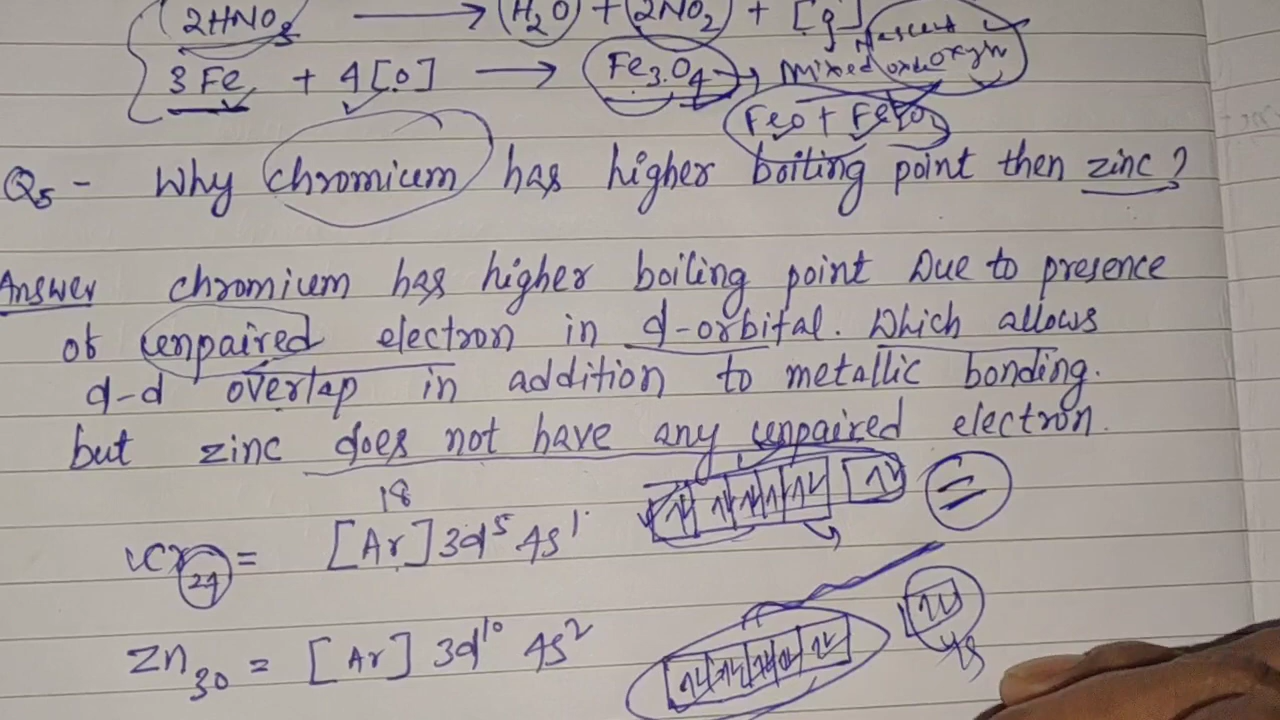 2HNO3 → H2O + 2NO2 + [O] Nascent oxygen
3Fe + 4[O] → Fe3O4 → Mixed oxide
FeO + Fe2O3
Q5 - Why chromium has higher boiling point then zinc?
Answer chromium has higher boiling point Due to presence
of unpaired electron in d-orbital. Which allows
d-d overlap in addition to metallic bonding.
but zinc does not have any unpaired electron.
Cr24 = [Ar]18 3d5 4s1
Zn30 = [Ar] 3d10 4s2
4s